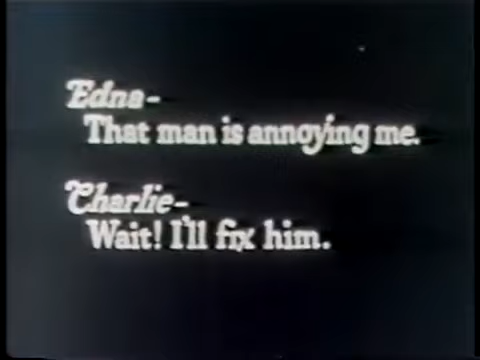 Edna-
That man is annoying me.
Charlie-
Wait! I'll fix him.